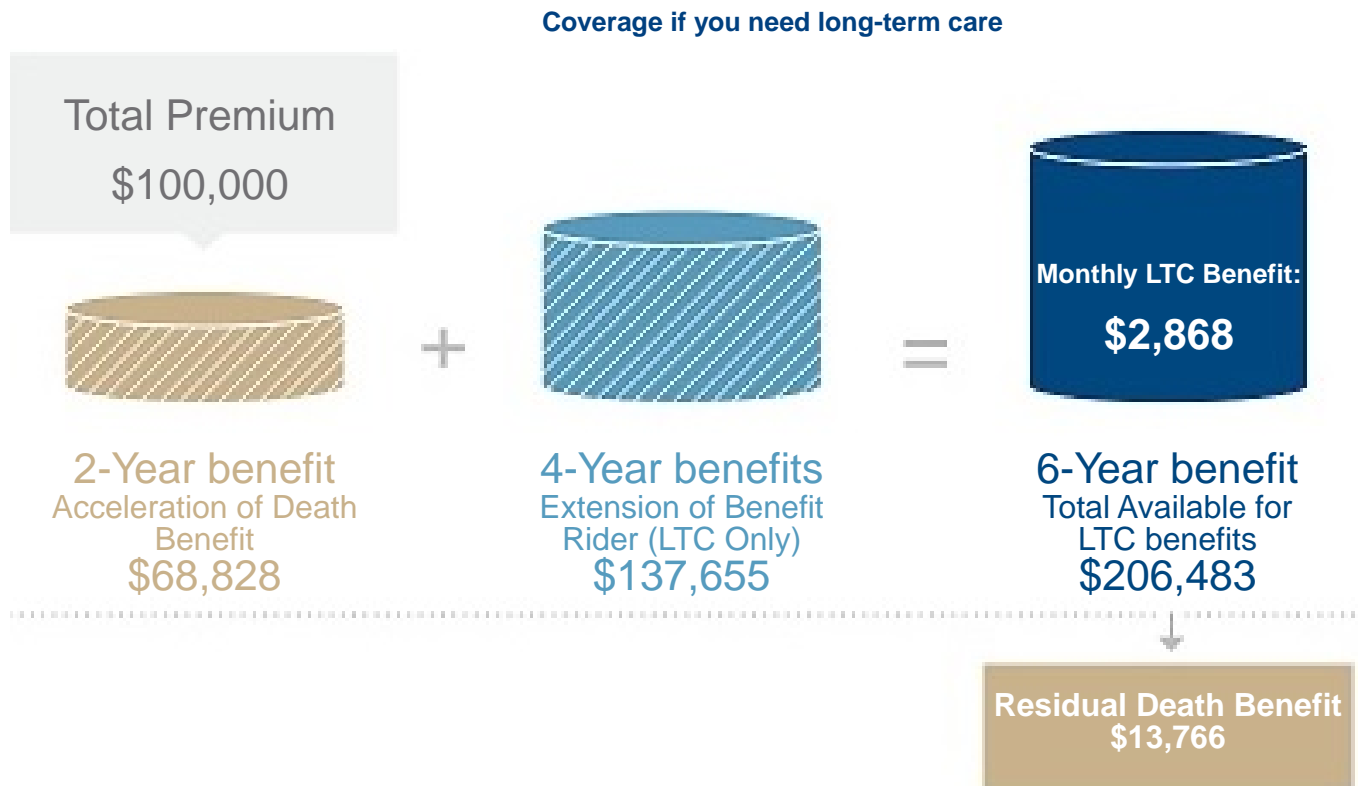 Coverage if you need long-term care
Total Premium
$100,000
+
=
Monthly LTC Benefit:
$2,868
2-Year benefit
Acceleration of Death
Benefit
$68,828
4-Year benefits
Extension of Benefit
Rider (LTC Only)
$137,655
6-Year benefit
Total Available for
LTC benefits
$206,483
Residual Death Benefit
$13,766